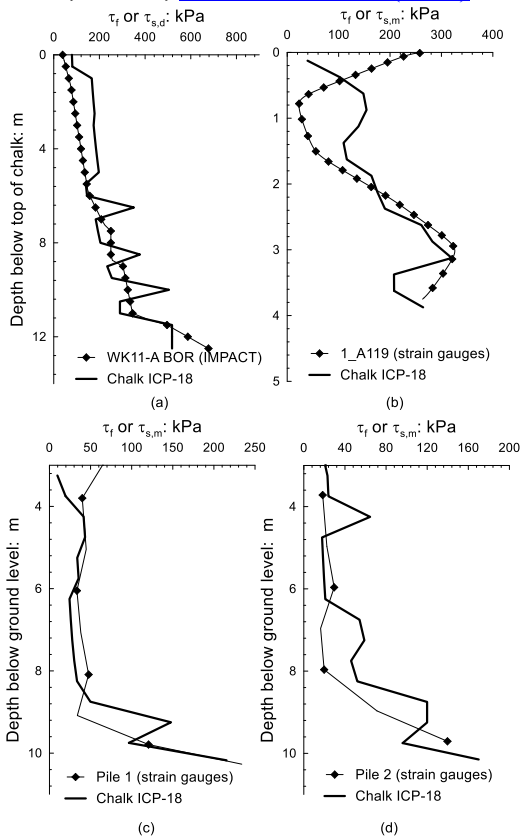 τf or τs,d: kPa
0 200 400 600 800
0
4
8
12
Depth below top of chalk: m
WK11-A BOR (IMPACT)
Chalk ICP-18
(a)
τf or τs,m: kPa
0 100 200 300 400
0
1
2
3
4
5
1_A119 (strain gauges)
Chalk ICP-18
(b)
τf or τs,m: kPa
0 50 100 150 200 250
4
6
8
10
Depth below ground level: m
Pile 1 (strain gauges)
Chalk ICP-18
(c)
τf or τs,m: kPa
0 40 80 120 160 200
4
6
8
10
Depth below ground level: m
Pile 2 (strain gauges)
Chalk ICP-18
(d)